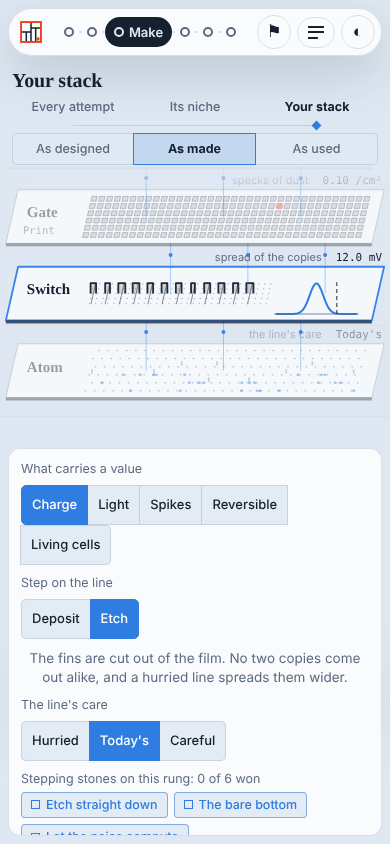 Make
Your stack
Every attempt Its niche Your stack
As designed As made As used
specks of dust 0.10 /cm²
Gate
Print
spread of the copies 12.0 mV
Switch
the line's care Today's
Atom
What carries a value
Charge Light Spikes Reversible
Living cells
Step on the line
Deposit Etch
The fins are cut out of the film. No two copies come
out alike, and a hurried line spreads them wider.
The line's care
Hurried Today's Careful
Stepping stones on this rung: 0 of 6 won
Etch straight down The bare bottom
Let the noise compute